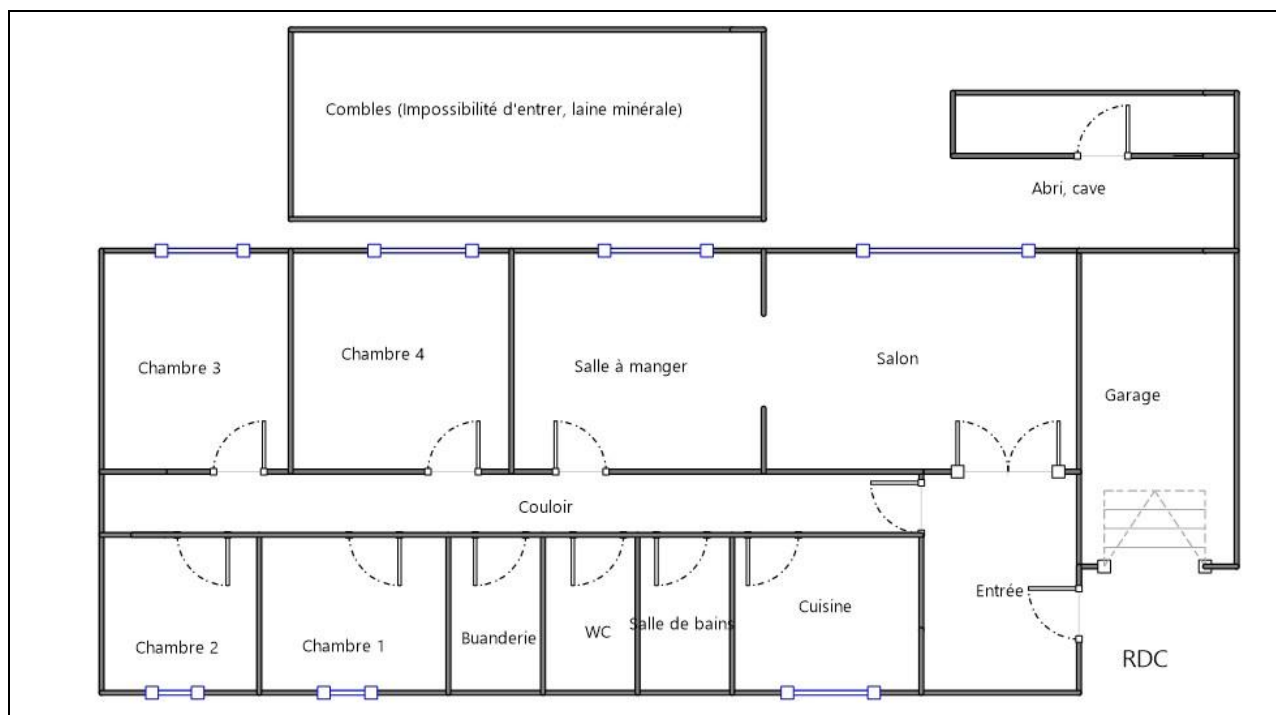 Combles (Impossibilité d'entrer, laine minérale)
Abri, cave
Chambre 3
Chambre 4
Salle à manger
Salon
Garage
Couloir
Chambre 2
Chambre 1
Buanderie
WC
Salle de bains
Cuisine
Entrée
RDC